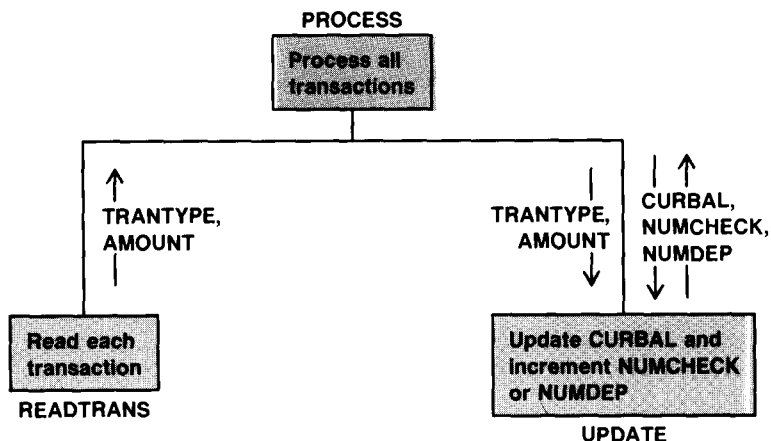 PROCESS
Process all
transactions
TRANTYPE,
AMOUNT
TRANTYPE,
AMOUNT
CURBAL,
NUMCHECK,
NUMDEP
Read each
transaction
READTRANS
Update CURBAL and
increment NUMCHECK
or NUMDEP
UPDATE